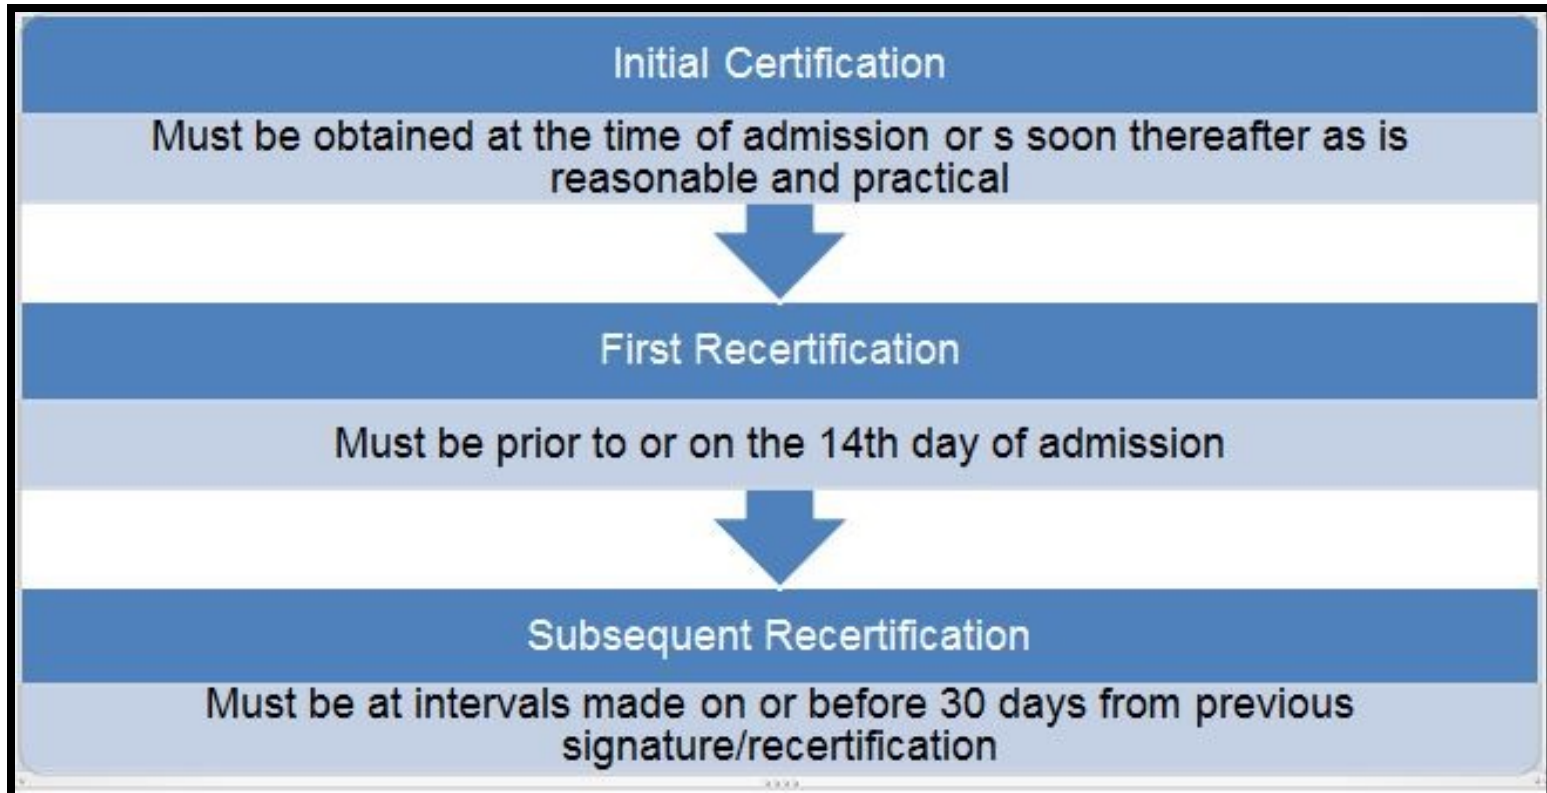 Initial Certification
Must be obtained at the time of admission or s soon thereafter as is
reasonable and practical
First Recertification
Must be prior to or on the 14th day of admission
Subsequent Recertification
Must be at intervals made on or before 30 days from previous
signature/recertification